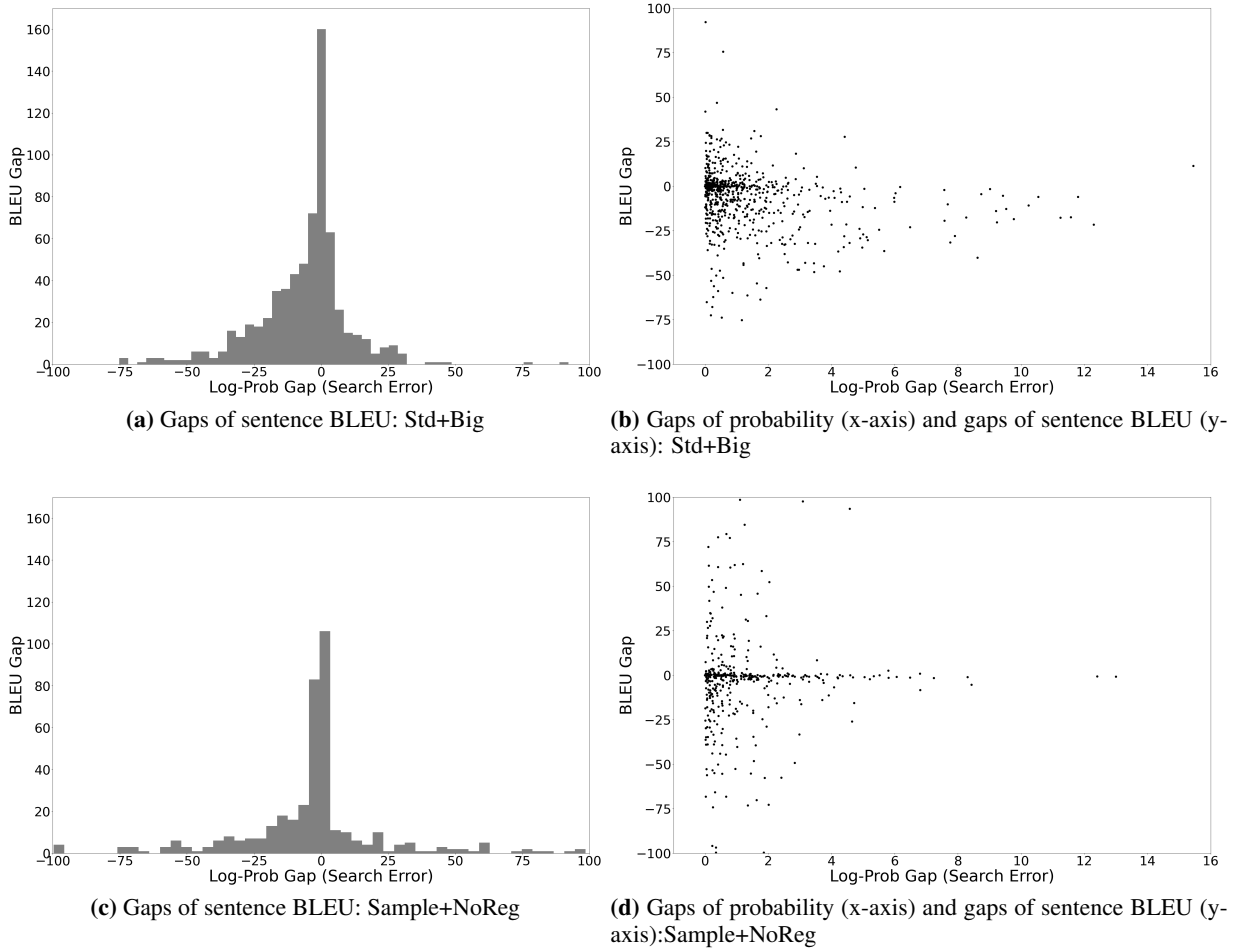 160
140
120
100
80
60
40
20
0
BLEU Gap
−100 −75 −50 −25 0 25 50 75 100
Log-Prob Gap (Search Error)
(a) Gaps of sentence BLEU: Std+Big
100
75
50
25
0
−25
−50
−75
−100
BLEU Gap
0 2 4 6 8 10 12 14 16
Log-Prob Gap (Search Error)
(b) Gaps of probability (x-axis) and gaps of sentence BLEU (y-
axis): Std+Big
160
140
120
100
80
60
40
20
0
BLEU Gap
−100 −75 −50 −25 0 25 50 75 100
Log-Prob Gap (Search Error)
(c) Gaps of sentence BLEU: Sample+NoReg
100
75
50
25
0
−25
−50
−75
−100
BLEU Gap
0 2 4 6 8 10 12 14 16
Log-Prob Gap (Search Error)
(d) Gaps of probability (x-axis) and gaps of sentence BLEU (y-
axis):Sample+NoReg